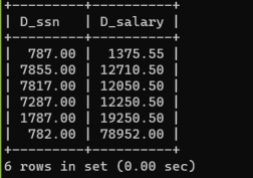 +---------+----------+
| D_ssn   | D_salary |
+---------+----------+
|  787.00 |  1375.55 |
| 7855.00 | 12710.50 |
| 7817.00 | 12050.50 |
| 7287.00 | 12250.50 |
| 1787.00 | 19250.50 |
|  782.00 | 78952.00 |
+---------+----------+
6 rows in set (0.00 sec)